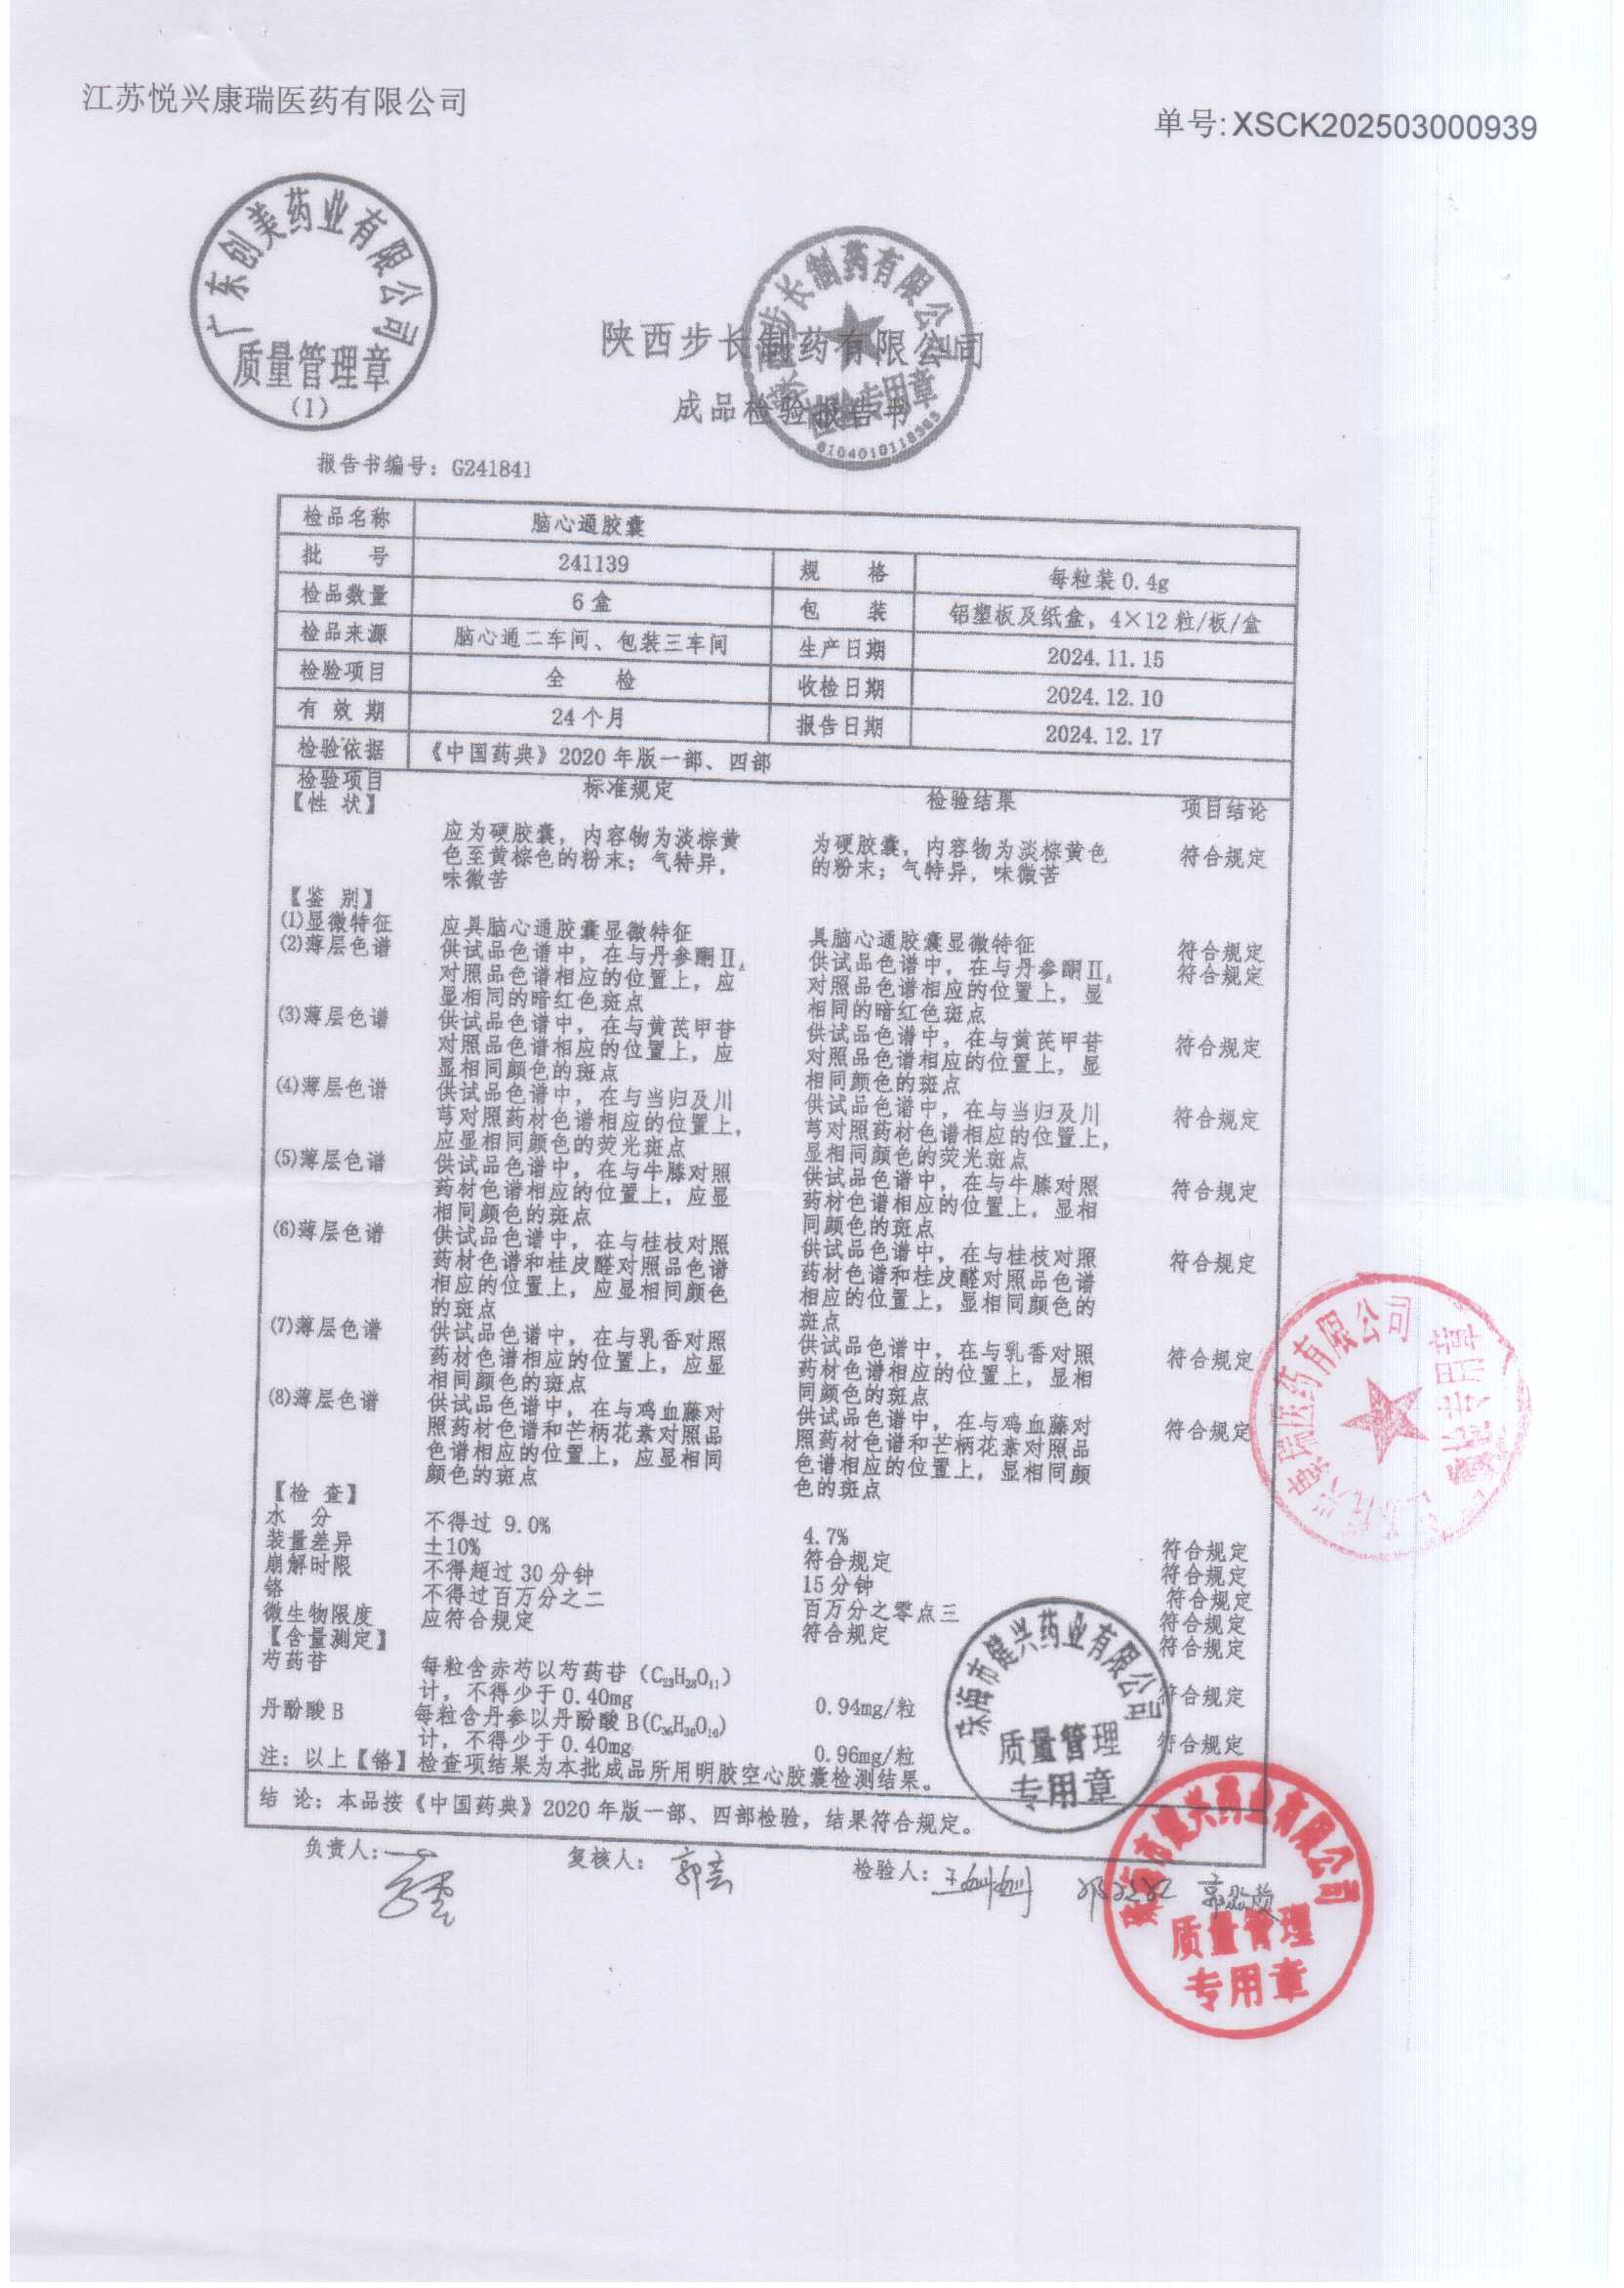 江苏悦兴康瑞医药有限公司
单号: XSCK202503000939
广东创美药业有限公司
质量管理章
(1)
陕西步长制药有限公司
检验专用章
陕西步长制药有限公司
成品检验报告书
报告书编号: G241841
检品名称 脑心通胶囊
批 号 241139 规 格 每粒装0.4g
检品数量 6盒 包 装 铝塑板及纸盒, 4×12粒/板/盒
检品来源 脑心通二车间、包装三车间 生产日期 2024.11.15
检验项目 全 检 收检日期 2024.12.10
有 效 期 24个月 报告日期 2024.12.17
检验依据 《中国药典》2020年版一部、四部
检验项目 标准规定 检验结果 项目结论
【性 状】
应为硬胶囊, 内容物为淡棕黄 为硬胶囊, 内容物为淡棕黄色 符合规定
色至黄棕色的粉末; 气特异, 的粉末; 气特异, 味微苦
味微苦
【鉴 别】
(1)显微特征 应具脑心通胶囊显微特征 具脑心通胶囊显微特征 符合规定
(2)薄层色谱 供试品色谱中, 在与丹参酮ⅡA 供试品色谱中, 在与丹参酮ⅡA 符合规定
对照品色谱相应的位置上, 应 对照品色谱相应的位置上, 显
显相同的暗红色斑点 相同的暗红色斑点
(3)薄层色谱 供试品色谱中, 在与黄芪甲苷 供试品色谱中, 在与黄芪甲苷 符合规定
对照品色谱相应的位置上, 应 对照品色谱相应的位置上, 显
显相同颜色的斑点 相同颜色的斑点
(4)薄层色谱 供试品色谱中, 在与当归及川 供试品色谱中, 在与当归及川 符合规定
芎对照药材色谱相应的位置上, 芎对照药材色谱相应的位置上,
应显相同颜色的荧光斑点 显相同颜色的荧光斑点
(5)薄层色谱 供试品色谱中, 在与牛膝对照 供试品色谱中, 在与牛膝对照 符合规定
药材色谱相应的位置上, 应显 药材色谱相应的位置上, 显相
相同颜色的斑点 同颜色的斑点
(6)薄层色谱 供试品色谱中, 在与桂枝对照 供试品色谱中, 在与桂枝对照 符合规定
药材色谱和桂皮醛对照品色谱 药材色谱和桂皮醛对照品色谱
相应的位置上, 应显相同颜色 相应的位置上, 显相同颜色的
的斑点 斑点
(7)薄层色谱 供试品色谱中, 在与乳香对照 供试品色谱中, 在与乳香对照 符合规定
药材色谱相应的位置上, 应显 药材色谱相应的位置上, 显相
相同颜色的斑点 同颜色的斑点
(8)薄层色谱 供试品色谱中, 在与鸡血藤对 供试品色谱中, 在与鸡血藤对 符合规定
照药材色谱和芒柄花素对照品 照药材色谱和芒柄花素对照品
色谱相应的位置上, 应显相同 色谱相应的位置上, 显相同颜
颜色的斑点 色的斑点
【检 查】
水 分 不得过 9.0% 4.7% 符合规定
装量差异 ±10% 符合规定 符合规定
崩解时限 不得超过30分钟 15分钟 符合规定
铬 不得过百万分之二 百万分之零点三 符合规定
微生物限度 应符合规定 符合规定 符合规定
【含量测定】
芍药苷 每粒含赤芍以芍药苷 (C23H28O11)
计, 不得少于0.40mg 0.94mg/粒 符合规定
丹酚酸B 每粒含丹参以丹酚酸B(C36H30O16)
计, 不得少于0.40mg 0.96mg/粒 符合规定
注: 以上【铬】检查项结果为本批成品所用明胶空心胶囊检测结果。
结 论: 本品按《中国药典》2020年版一部、四部检验, 结果符合规定。
负责人: 复核人: 检验人:
珠海市健兴药业有限公司
质量管理
专用章
质量管理
专用章
瑞医药有限公司